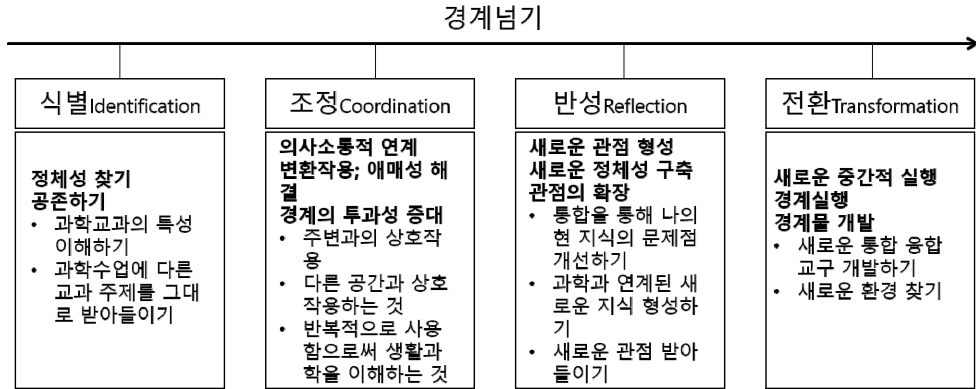 경계넘기
식별Identification
정체성 찾기
공존하기
• 과학교과의 특성
이해하기
• 과학수업에 다른
교과 주제를 그대
로 받아들이기
조정Coordination
의사소통적 연계
변환작용; 애매성 해
결
경계의 투과성 증대
• 주변과의 상호작
용
• 다른 공간과 상호
작용하는 것
• 반복적으로 사용
함으로써 생활과
학을 이해하는 것
반성Reflection
새로운 관점 형성
새로운 정체성 구축
관점의 확장
• 통합을 통해 나의
현 지식의 문제점
개선하기
• 과학과 연계된 새
로운 지식 형성하
기
• 새로운 관점 받아
들이기
전환Transformation
새로운 중간적 실행
경계실행
경계물 개발
• 새로운 통합 융합
교구 개발하기
• 새로운 환경 찾기